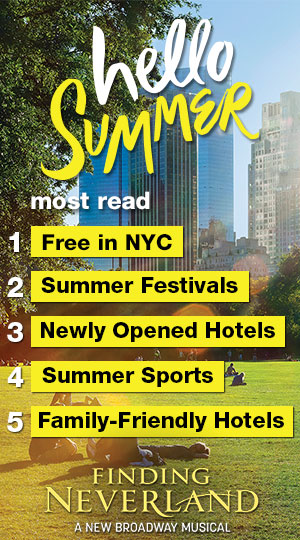 hello
SUMMER
most read
1 Free in NYC
2 Summer Festivals
3 Newly Opened Hotels
4 Summer Sports
5 Family-Friendly Hotels
FINDING
NEVERLAND
A NEW BROADWAY MUSICAL